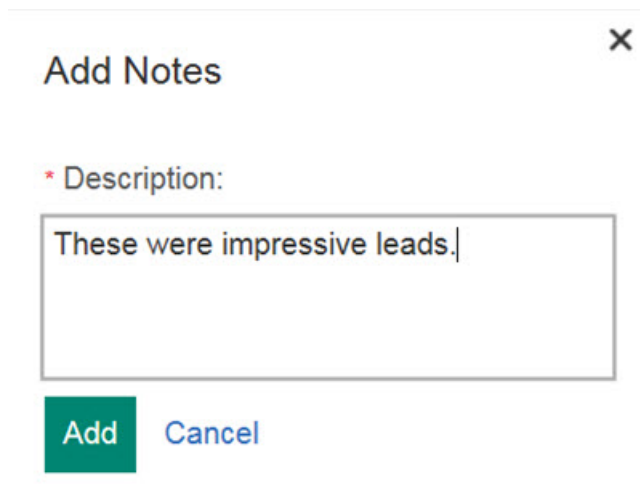 Add Notes
* Description:
These were impressive leads.
Add Cancel